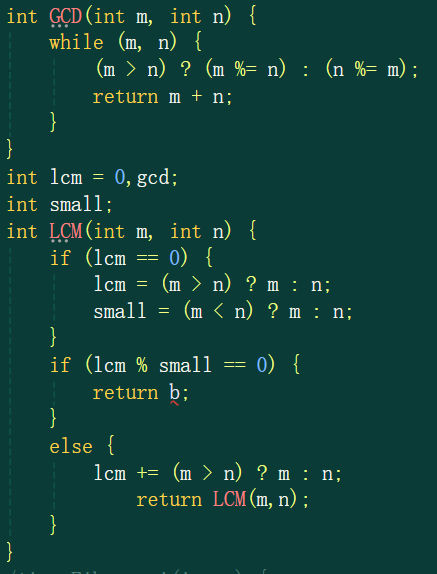 int GCD(int m, int n) {
while (m, n) {
(m > n) ? (m %= n) : (n %= m);
return m + n;
}
}
int lcm = 0,gcd;
int small;
int LCM(int m, int n) {
if (lcm == 0) {
lcm = (m > n) ? m : n;
small = (m < n) ? m : n;
}
if (lcm % small == 0) {
return b;
}
else {
lcm += (m > n) ? m : n;
return LCM(m,n);
}
}